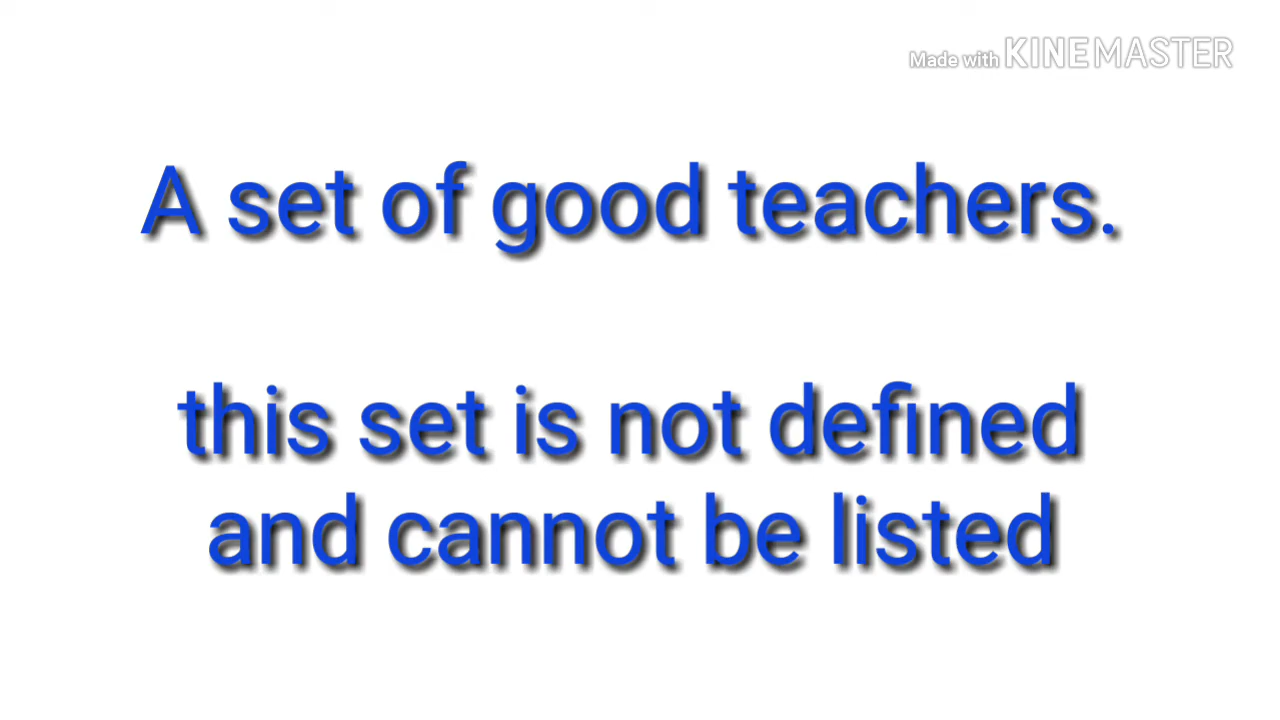 Made with KINEMASTER
A set of good teachers.
this set is not defined
and cannot be listed